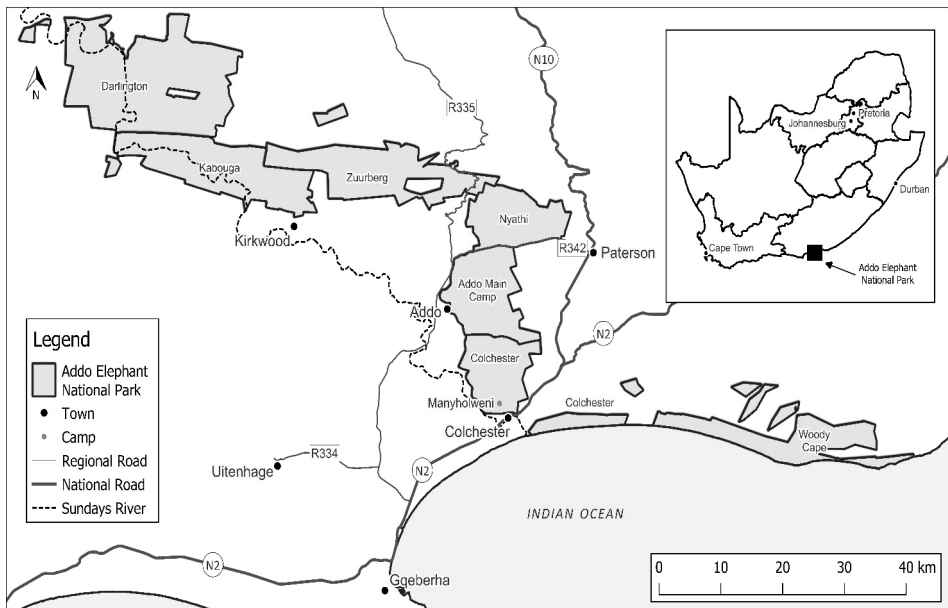 N10
Darlington
N
R335
Kabouga
Zuurberg
Nyathi
Kirkwood
R342
Paterson
Addo Main
Camp
Addo
N2
Colchester
Manyholweni
Colchester
Colchester
Woody
Cape
R334
Uitenhage
N2
INDIAN OCEAN
N2
Gqeberha
Johannesburg
Pretoria
Durban
Cape Town
Addo Elephant
National Park
Legend
Addo Elephant
National Park
Town
Camp
Regional Road
National Road
Sundays River
0 10 20 30 40 km